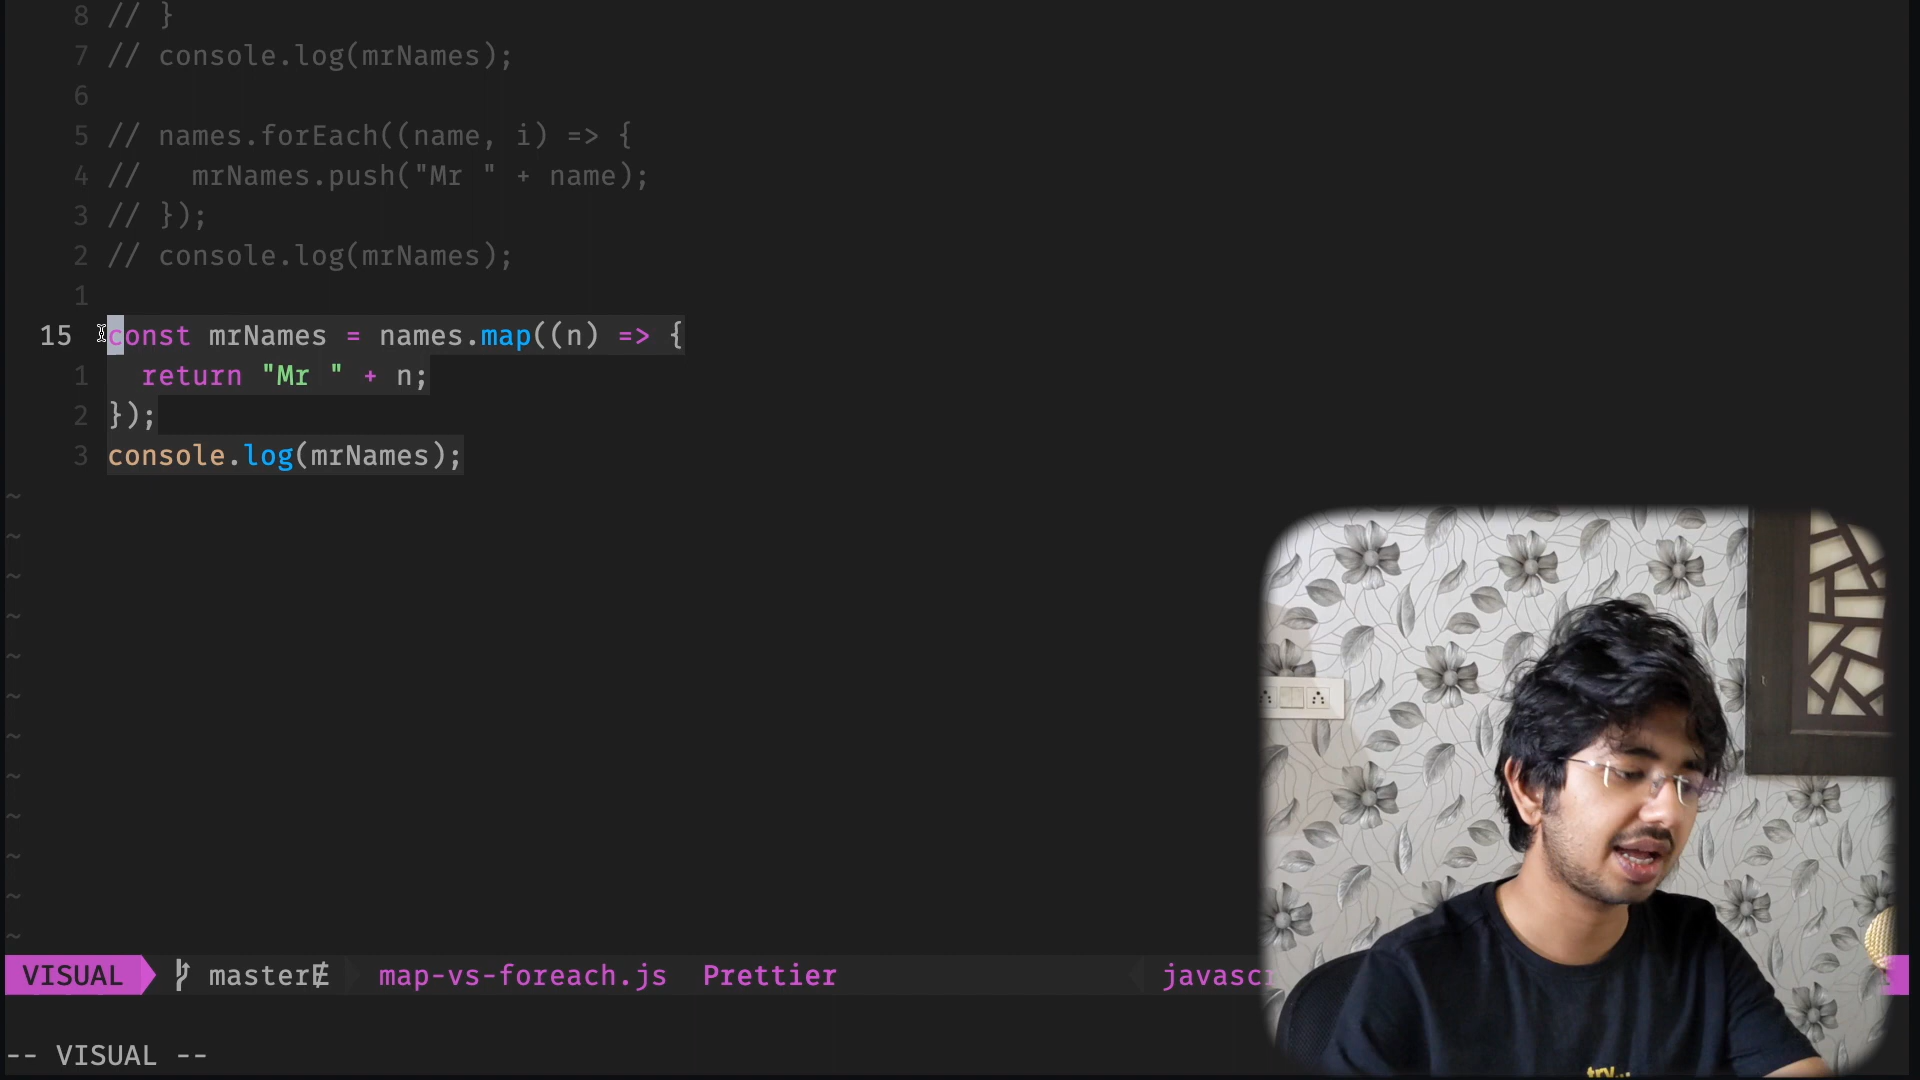 8 // }
7 // console.log(mrNames);
6
5 // names.forEach((name, i) => {
4 //   mrNames.push("Mr " + name);
3 // });
2 // console.log(mrNames);
1
15 const mrNames = names.map((n) => {
1   return "Mr " + n;
2 });
3 console.log(mrNames);
~
~
~
~
~
~
~
~
~
~
~
~
VISUAL master∉ map-vs-foreach.js Prettier javascr
-- VISUAL --
try...